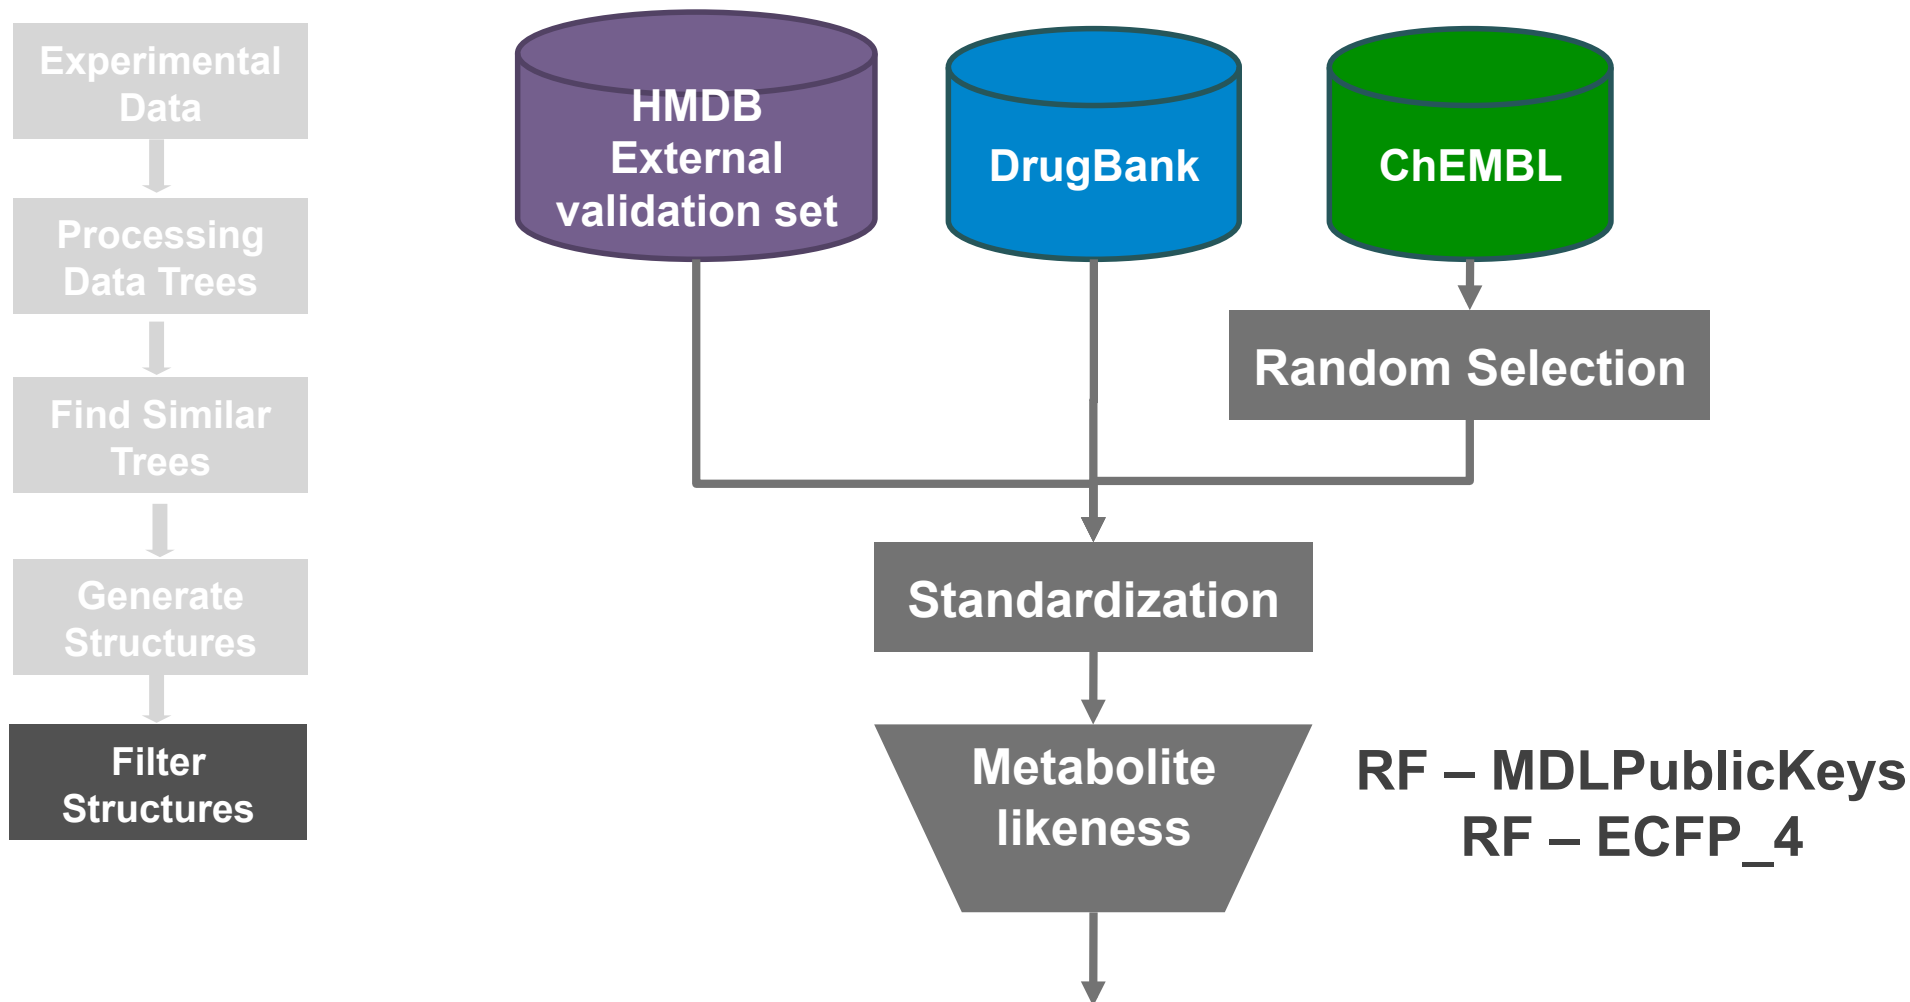 Experimental
Data
Processing
Data Trees
Find Similar
Trees
Generate
Structures
Filter
Structures
HMDB
External
validation set
DrugBank
ChEMBL
Random Selection
Standardization
Metabolite
likeness
RF – MDLPublicKeys
RF – ECFP_4